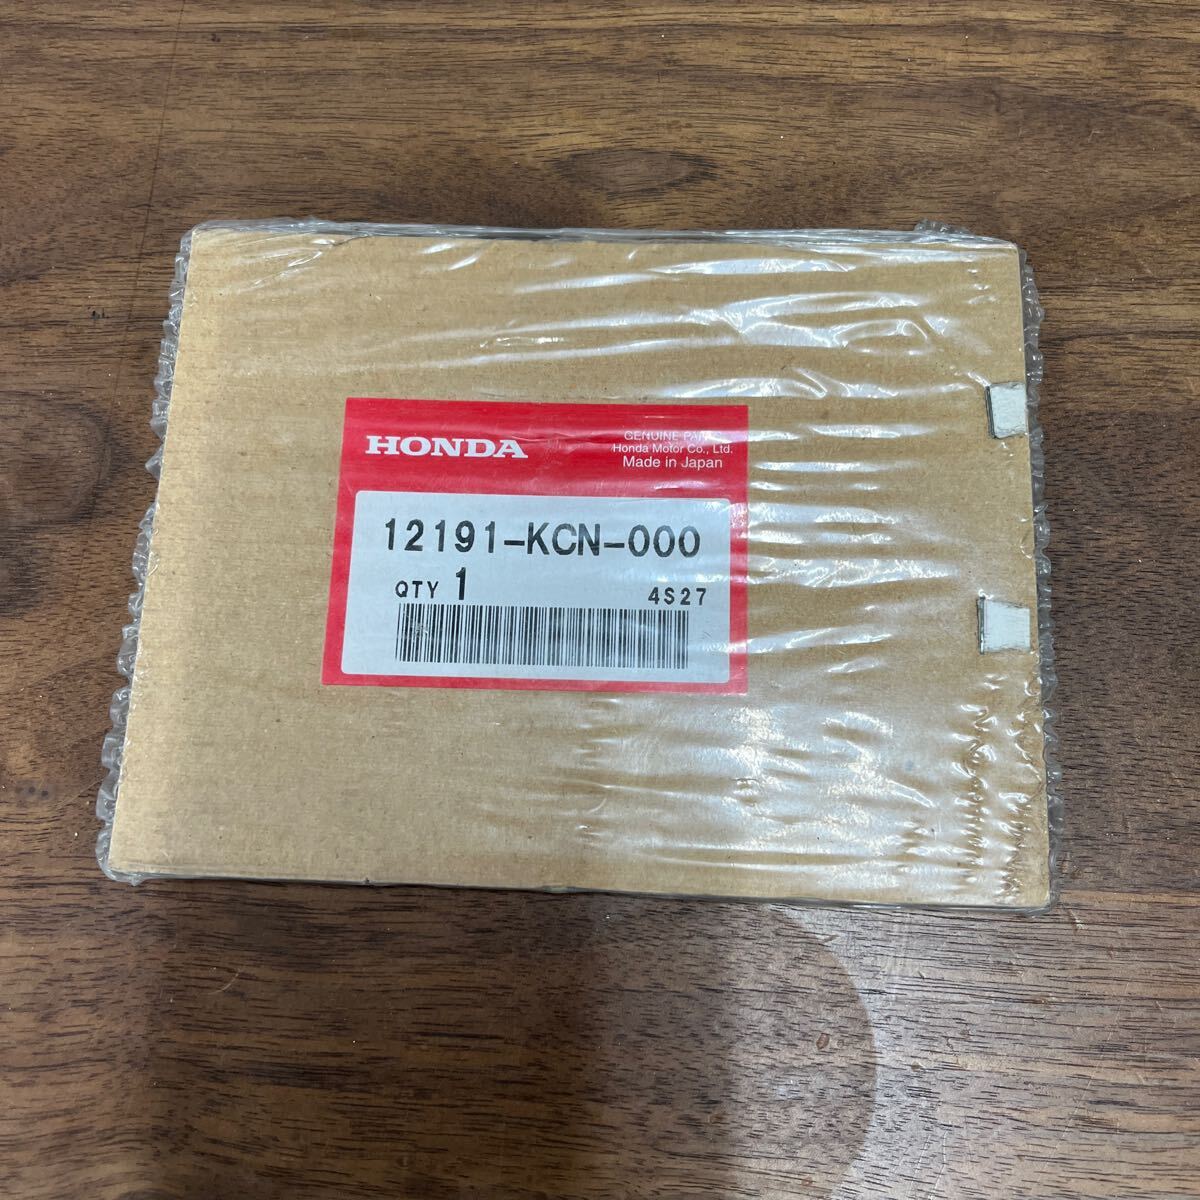 HONDA
GENUINE PARTS
Honda Motor Co., Ltd.
Made in Japan
12191-KCN-000
QTY 1 4S27